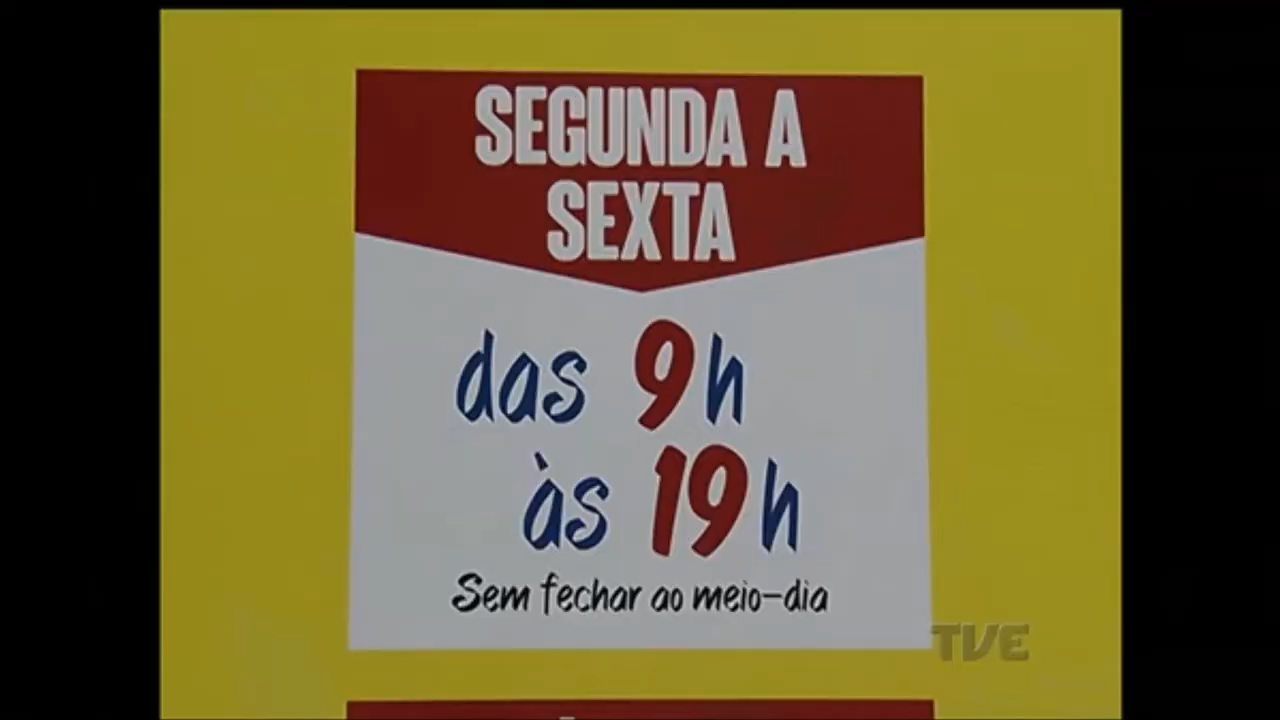 SEGUNDA A
SEXTA
das 9h
às 19h
Sem fechar ao meio-dia
TVE